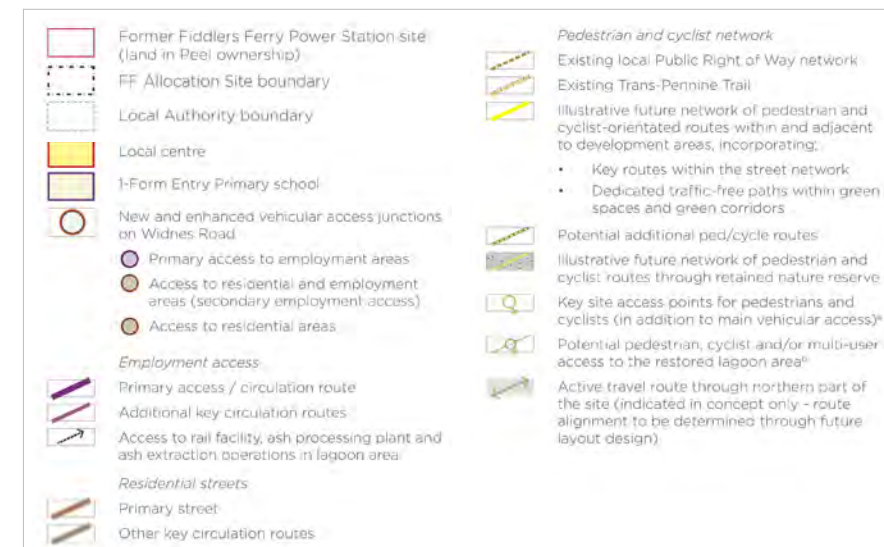 Former Fiddlers Ferry Power Station site
(land in Peel ownership)
FF Allocation Site boundary
Local Authority boundary
Local centre
1-Form Entry Primary school
New and enhanced vehicular access junctions
on Widnes Road
Primary access to employment areas
Access to residential and employment
areas (secondary employment access)
Access to residential areas
Employment access
Primary access / circulation route
Additional key circulation routes
Access to rail facility, ash processing plant and
ash extraction operations in lagoon area
Residential streets
Primary street
Other key circulation routes
Pedestrian and cyclist network
Existing local Public Right of Way network
Existing Trans-Pennine Trail
Illustrative future network of pedestrian and
cyclist-orientated routes within and adjacent
to development areas, incorporating:
• Key routes within the street network
• Dedicated traffic-free paths within green
spaces and green corridors
Potential additional ped/cycle routes
Illustrative future network of pedestrian and
cyclist routes through retained nature reserve
Key site access points for pedestrians and
cyclists (in addition to main vehicular access)
Potential pedestrian, cyclist and/or multi-user
access to the restored lagoon area
Active travel route through northern part of
the site (indicated in concept only - route
alignment to be determined through future
layout design)